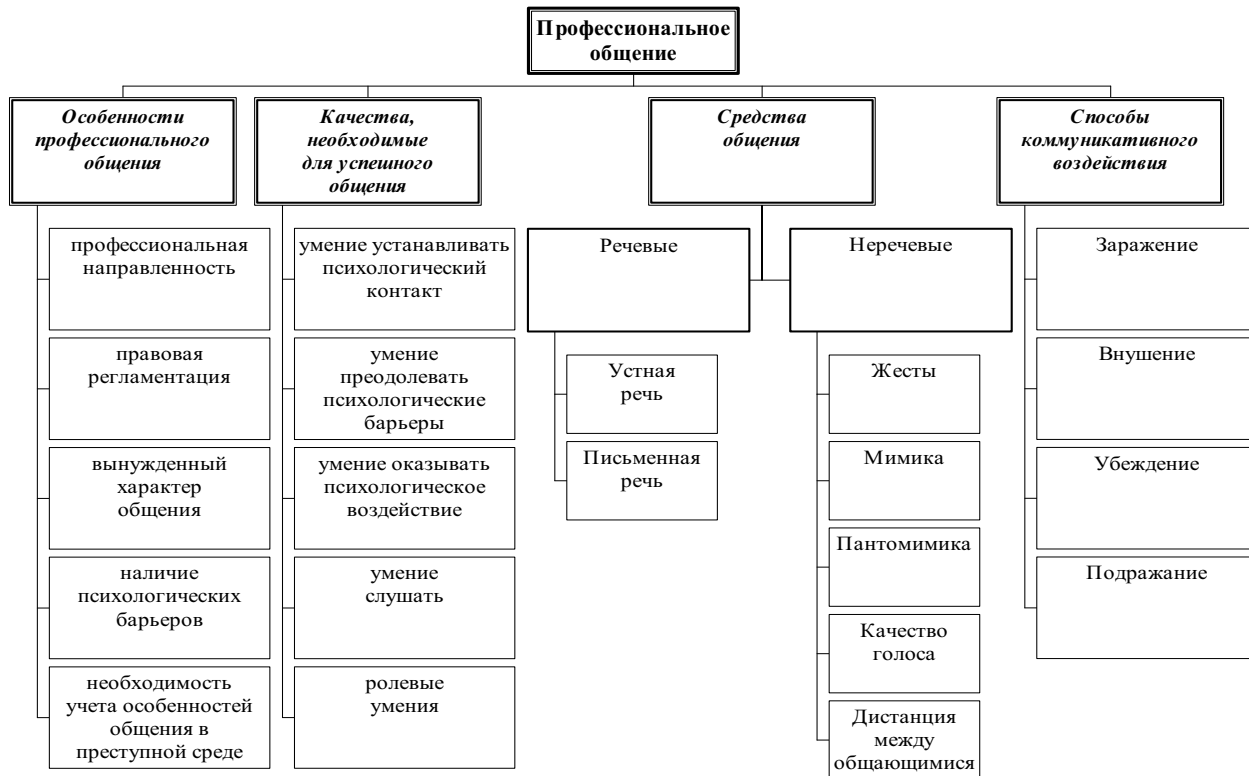 Профессиональное
общение
Особенности
профессионального
общения
Качества,
необходимые
для успешного
общения
Средства
общения
Способы
коммуникативного
воздействия
профессиональная
направленность
правовая
регламентация
вынужденный
характер
общения
наличие
психологических
барьеров
необходимость
учета особенностей
общения в
преступной среде
умение устанавливать
психологический
контакт
умение
преодолевать
психологические
барьеры
умение оказывать
психологическое
воздействие
умение
слушать
ролевые
умения
Речевые
Устная
речь
Письменная
речь
Неречевые
Жесты
Мимика
Пантомимика
Качество
голоса
Дистанция
между
общающимися
Заражение
Внушение
Убеждение
Подражание